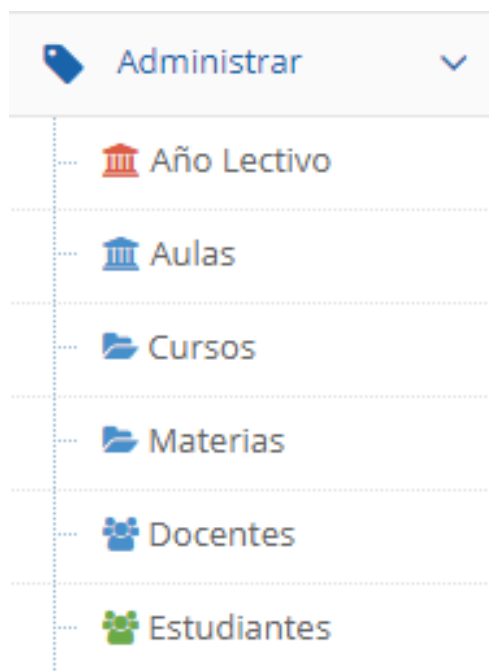 Administrar
Año Lectivo
Aulas
Cursos
Materias
Docentes
Estudiantes